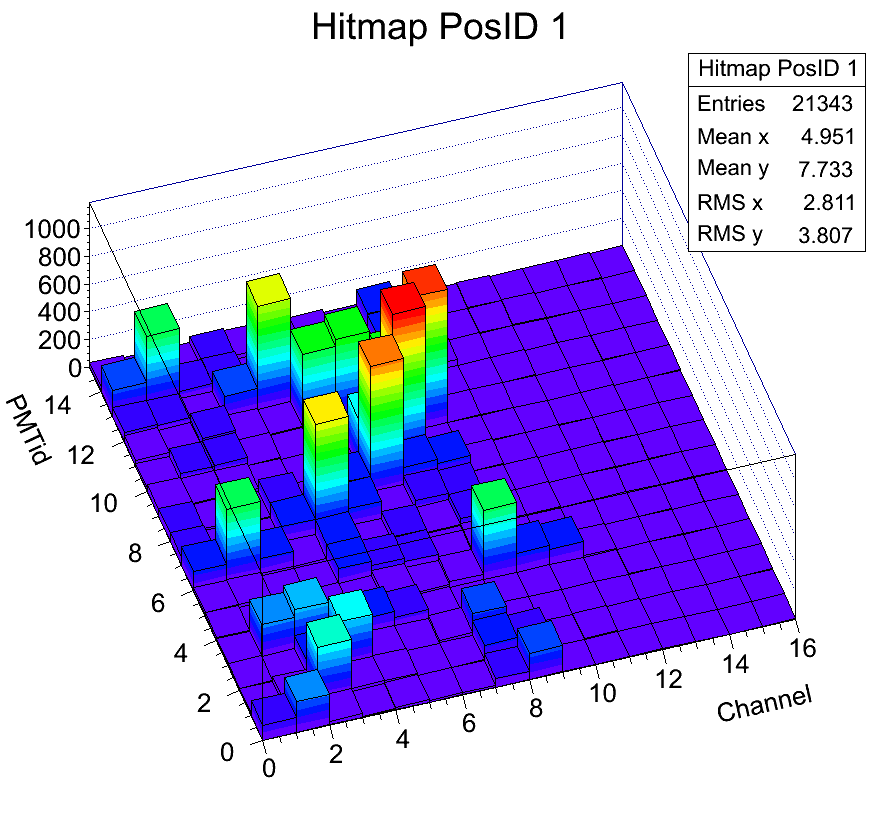 Hitmap PosID 1
Hitmap PosID 1
Entries 21343
Mean x 4.951
Mean y 7.733
RMS x 2.811
RMS y 3.807
1000
800
600
400
200
0
14
12
10
8
6
4
2
0
PMTid
0
2
4
6
8
10
12
14
16
Channel